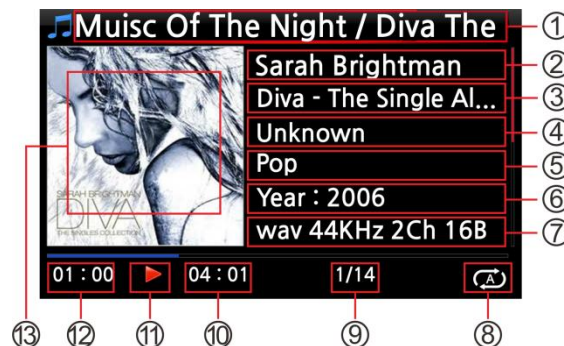 Muisc Of The Night / Diva The
Sarah Brightman
Diva - The Single Al...
Unknown
Pop
Year : 2006
wav 44KHz 2Ch 16B
SARAH BRIGHTMAN
DIVA
THE SINGLES COLLECTION
01 : 00
04 : 01
1/14
A
①
②
③
④
⑤
⑥
⑦
⑬ ⑫ ⑪ ⑩ ⑨ ⑧